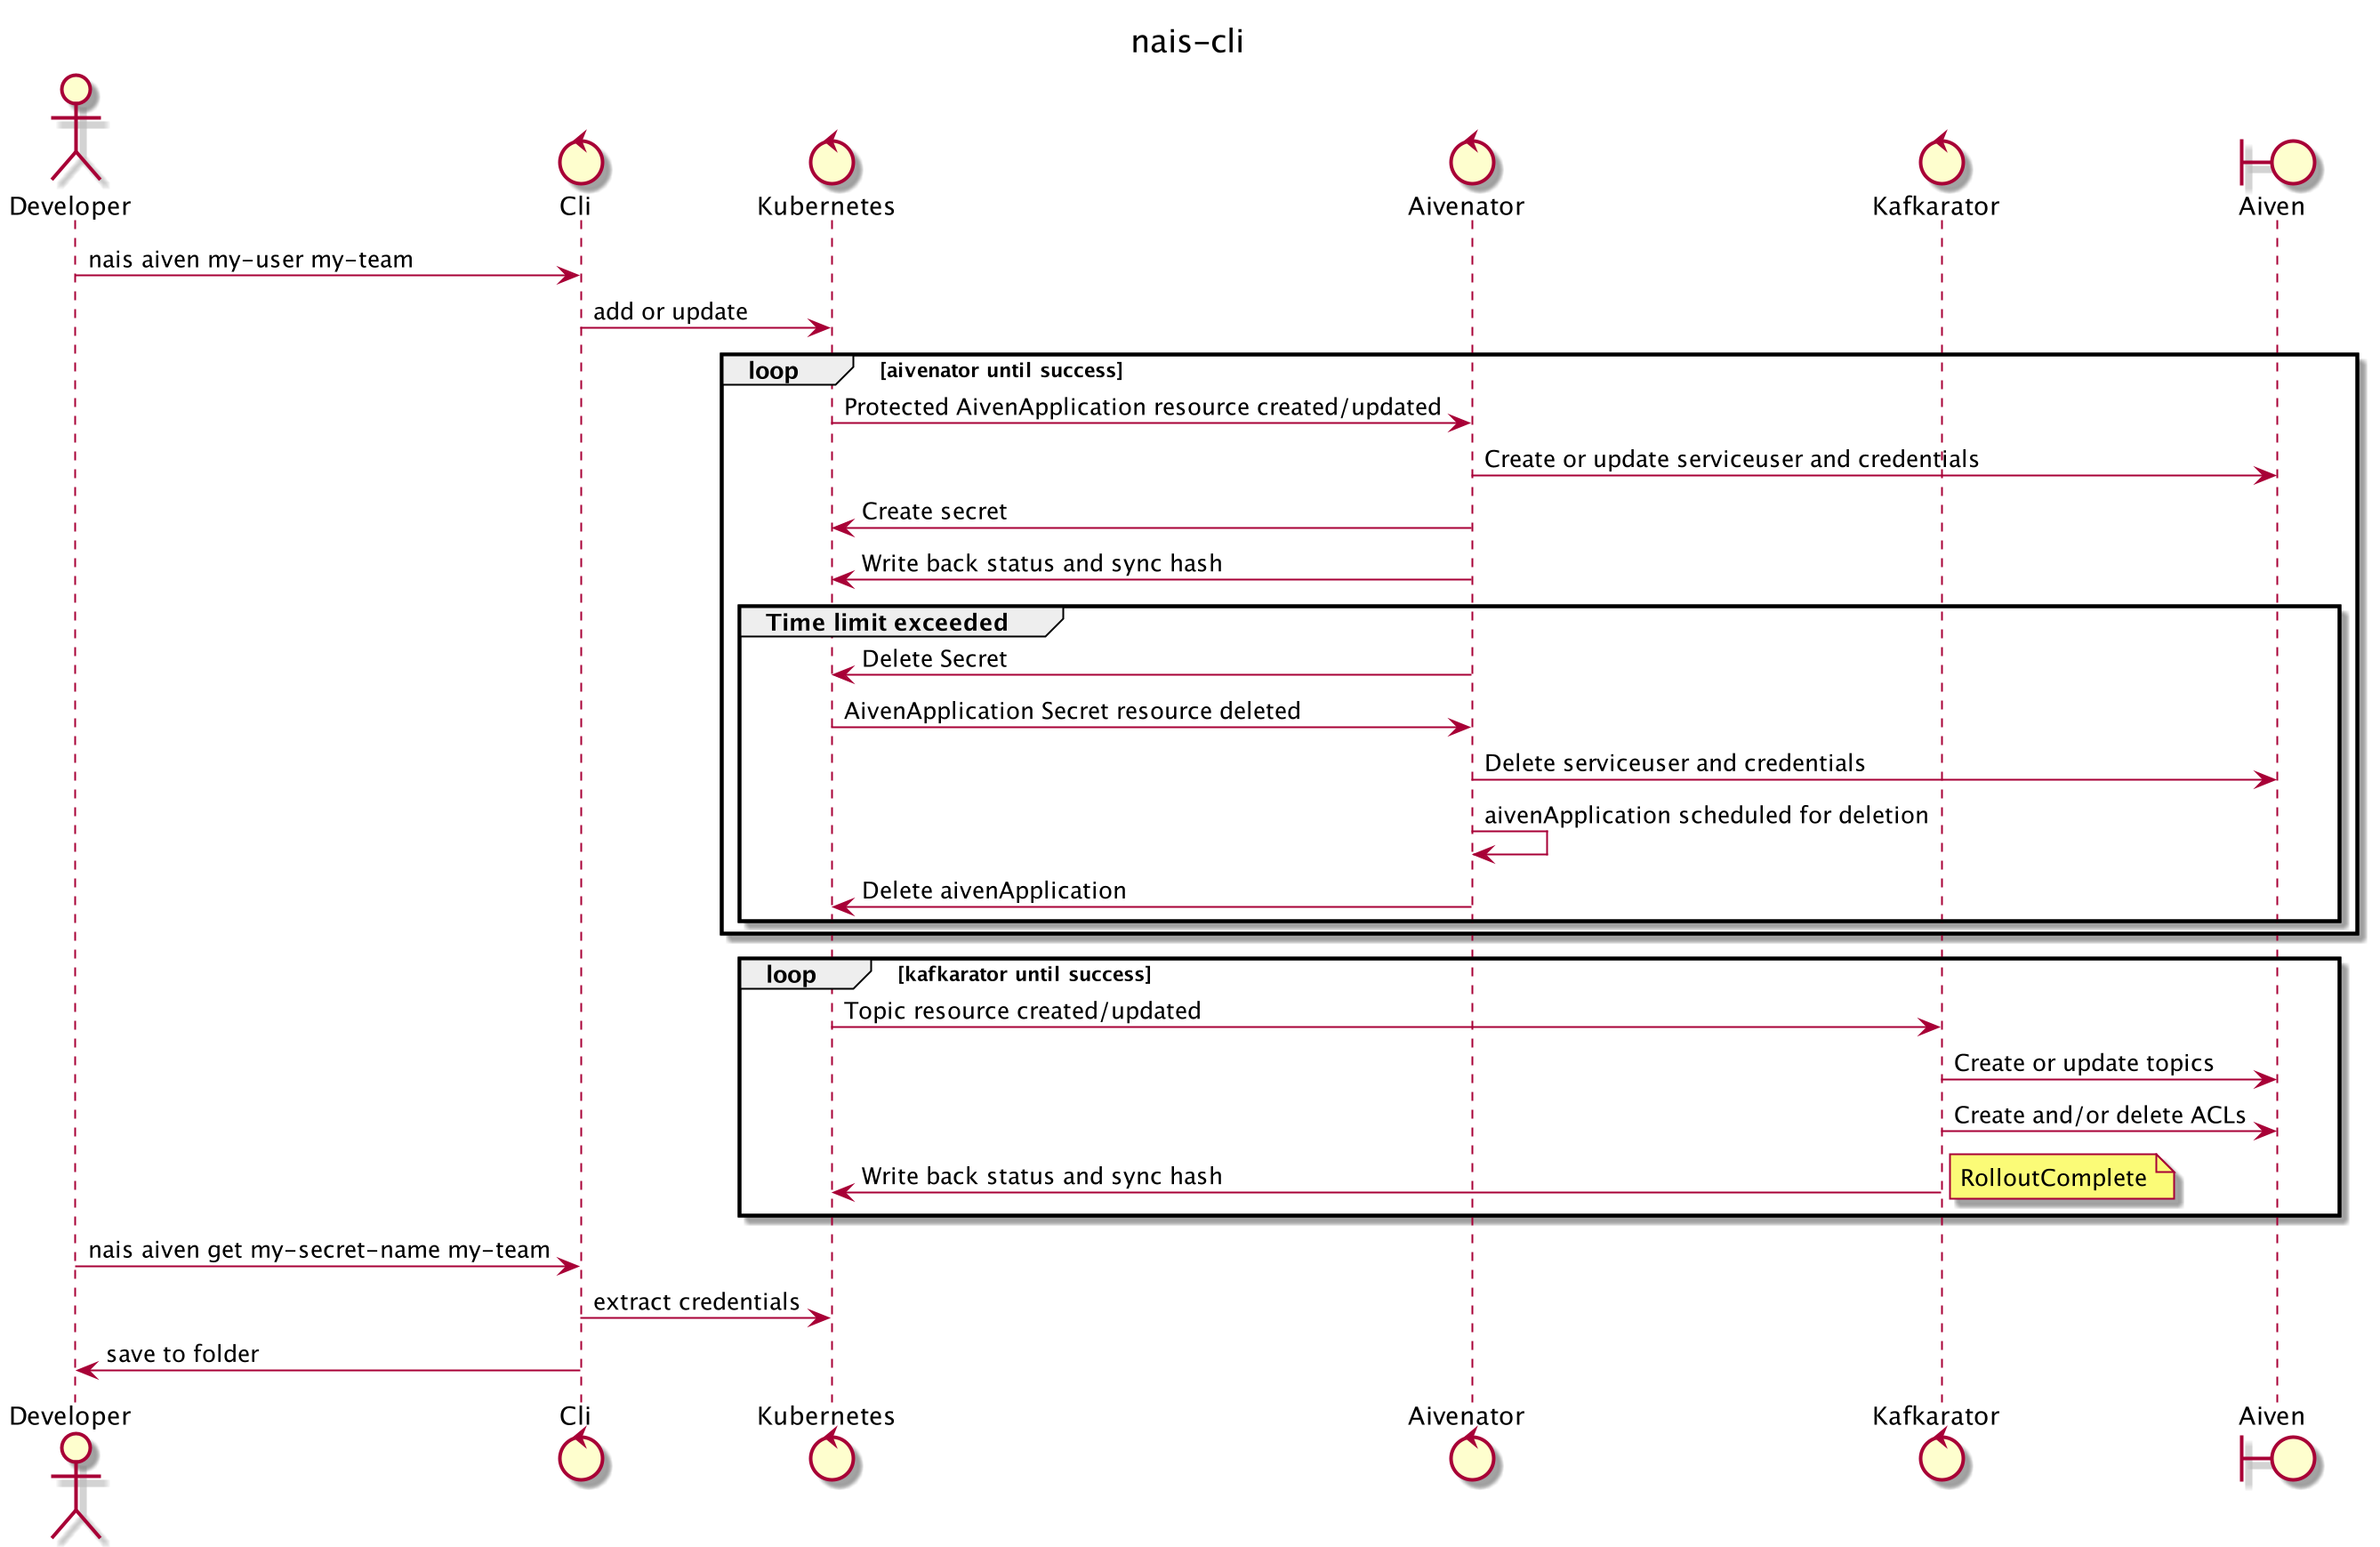 nais-cli
Developer
Cli
Kubernetes
Aivenator
Kafkarator
Aiven
nais aiven my-user my-team
add or update
loop
[aivenator until success]
Protected AivenApplication resource created/updated
Create or update serviceuser and credentials
Create secret
Write back status and sync hash
Time limit exceeded
Delete Secret
AivenApplication Secret resource deleted
Delete serviceuser and credentials
aivenApplication scheduled for deletion
Delete aivenApplication
loop
[kafkarator until success]
Topic resource created/updated
Create or update topics
Create and/or delete ACLs
Write back status and sync hash
RolloutComplete
nais aiven get my-secret-name my-team
extract credentials
save to folder
Developer
Cli
Kubernetes
Aivenator
Kafkarator
Aiven